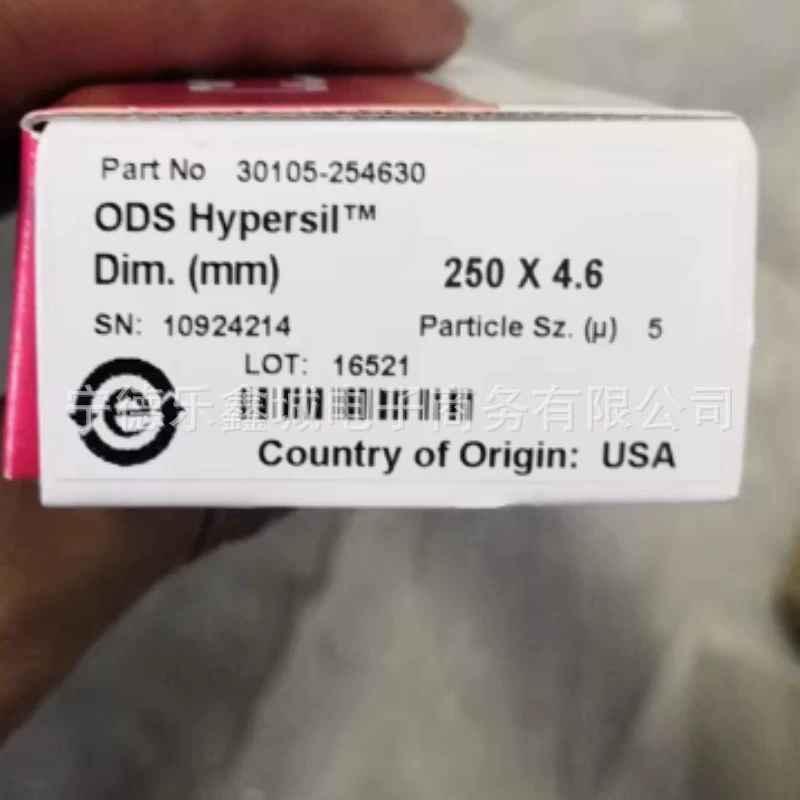 Part No 30105-254630
ODS Hypersil™
Dim. (mm) 250 X 4.6
SN: 10924214 Particle Sz. (µ) 5
LOT: 16521
宁德乐鑫城电子商务有限公司
Country of Origin: USA